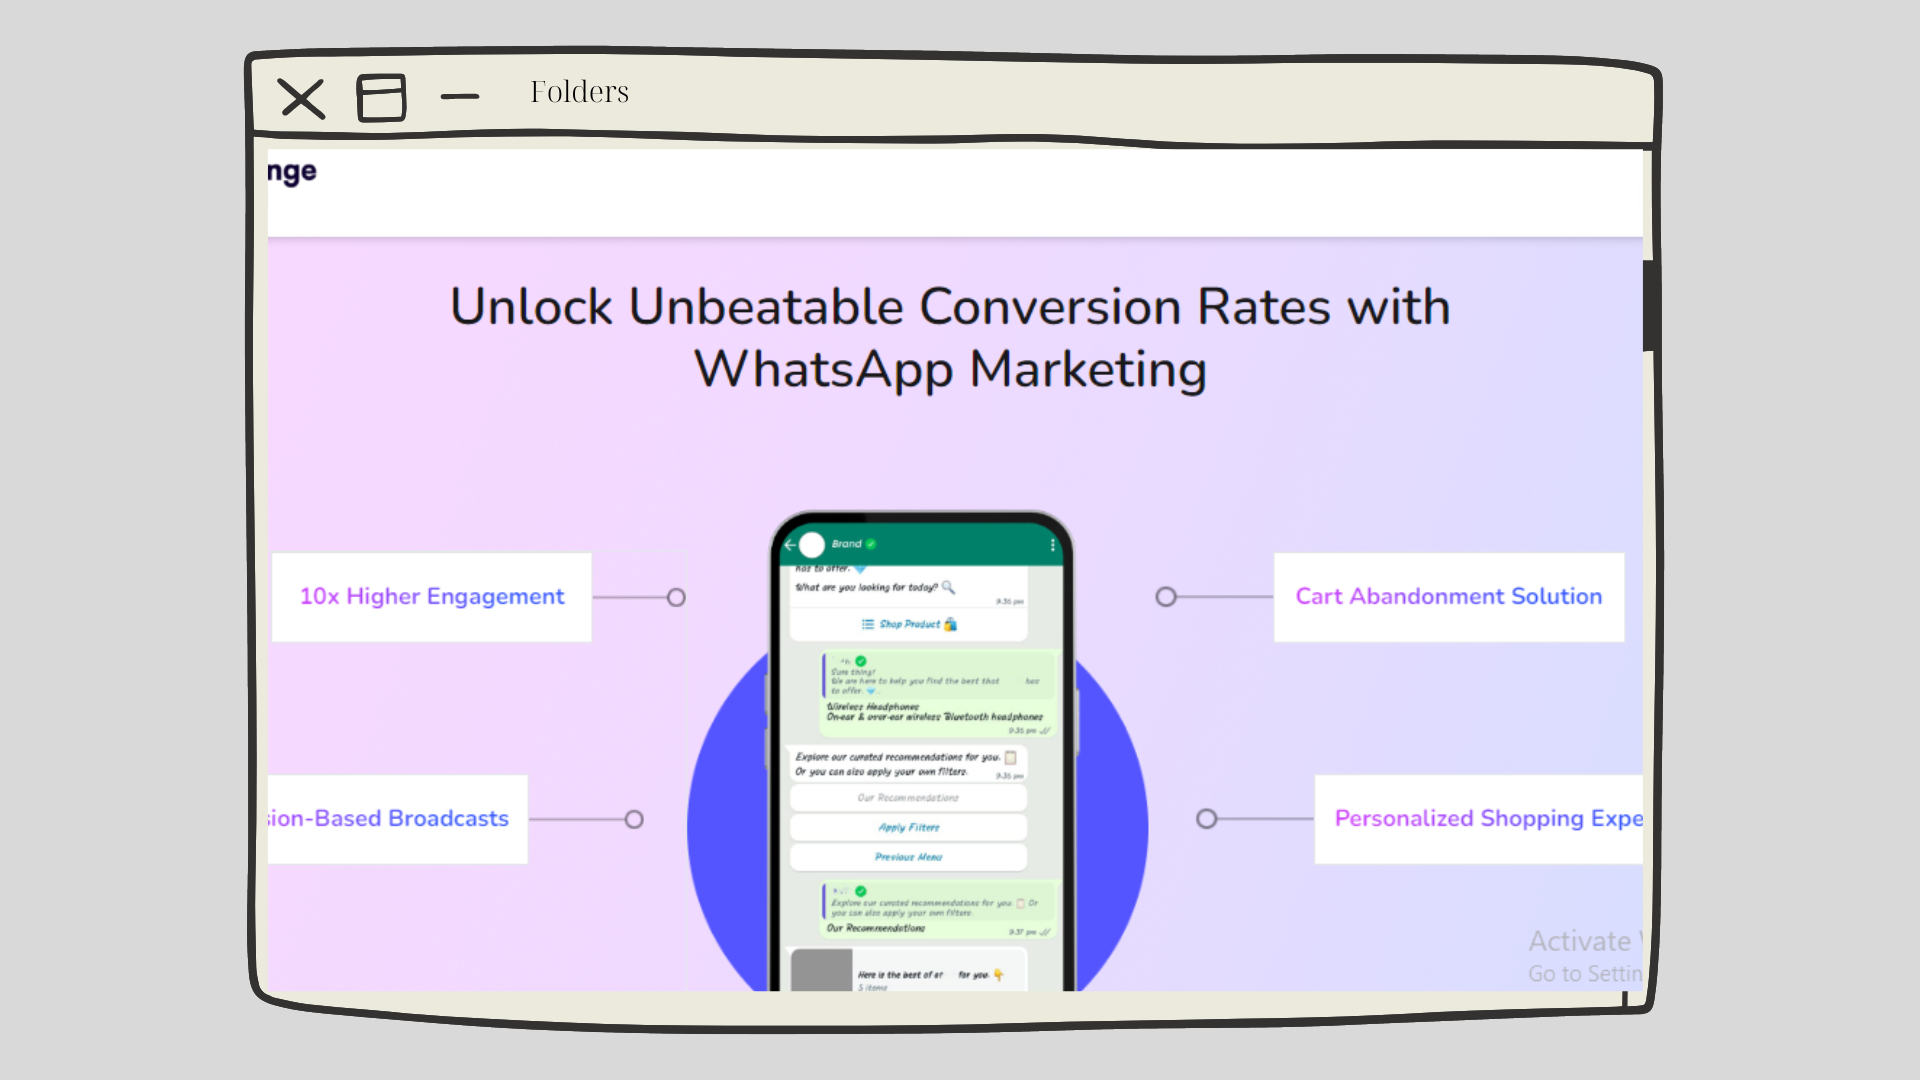 Folders
nge
Unlock Unbeatable Conversion Rates with
WhatsApp Marketing
10x Higher Engagement
Cart Abandonment Solution
sion-Based Broadcasts
Personalized Shopping Expe
Brand
has to offer.
What are you looking for today?
9:36 pm
Shop Product
Sure thing!
We are here to help you find the best that has
to offer.
Wireless Headphones
On-ear & over-ear wireless Bluetooth headphones
9:36 pm
Explore our curated recommendations for you.
Or you can also apply your own filters.
9:36 pm
Our Recommendations
Apply Filters
Previous Menu
Explore our curated recommendations for you. Or
you can also apply your own filters.
Our Recommendations
9:37 pm
Here is the best of for you.
5 items
Activate
Go to Settin